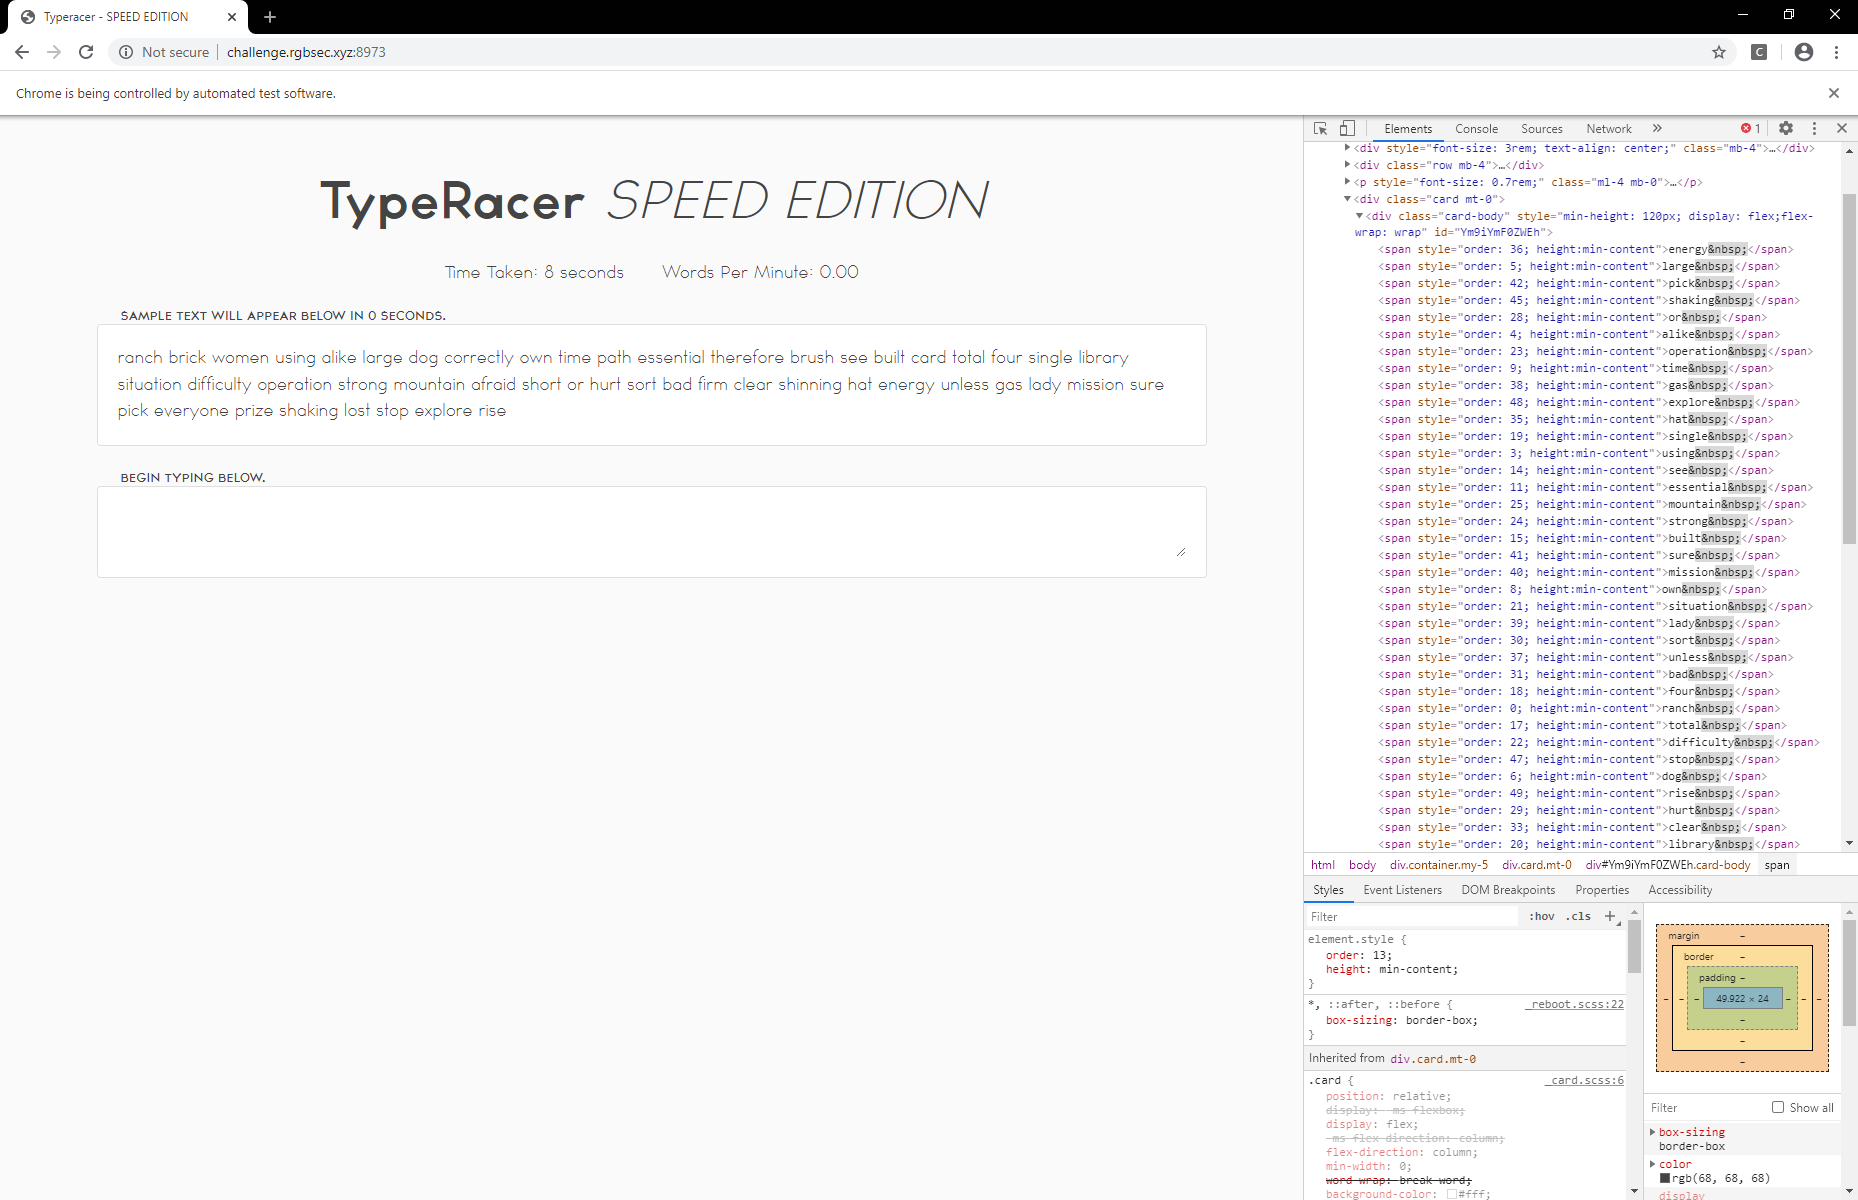 Typeracer - SPEED EDITION
Not secure
challenge.rgbsec.xyz:8973
Chrome is being controlled by automated test software.
TypeRacer SPEED EDITION
Time Taken: 8 seconds Words Per Minute: 0.00
SAMPLE TEXT WILL APPEAR BELOW IN 0 SECONDS.
ranch brick women using alike large dog correctly own time path essential therefore brush see built card total four single library
situation difficulty operation strong mountain afraid short or hurt sort bad firm clear shinning hat energy unless gas lady mission sure
pick everyone prize shaking lost stop explore rise
BEGIN TYPING BELOW.
Elements Console Sources Network » 1
<div style="font-size: 3rem; text-align: center;" class="mb-4">…</div>
<div class="row mb-4">…</div>
<p style="font-size: 0.7rem;" class="ml-4 mb-0">…</p>
<div class="card mt-0">
<div class="card-body" style="min-height: 120px; display: flex;flex-
wrap: wrap" id="Ym9iYmF0ZWEh">
<span style="order: 36; height:min-content">energy&nbsp;</span>
<span style="order: 5; height:min-content">large&nbsp;</span>
<span style="order: 42; height:min-content">pick&nbsp;</span>
<span style="order: 45; height:min-content">shaking&nbsp;</span>
<span style="order: 28; height:min-content">or&nbsp;</span>
<span style="order: 4; height:min-content">alike&nbsp;</span>
<span style="order: 23; height:min-content">operation&nbsp;</span>
<span style="order: 9; height:min-content">time&nbsp;</span>
<span style="order: 38; height:min-content">gas&nbsp;</span>
<span style="order: 48; height:min-content">explore&nbsp;</span>
<span style="order: 35; height:min-content">hat&nbsp;</span>
<span style="order: 19; height:min-content">single&nbsp;</span>
<span style="order: 3; height:min-content">using&nbsp;</span>
<span style="order: 14; height:min-content">see&nbsp;</span>
<span style="order: 11; height:min-content">essential&nbsp;</span>
<span style="order: 25; height:min-content">mountain&nbsp;</span>
<span style="order: 24; height:min-content">strong&nbsp;</span>
<span style="order: 15; height:min-content">built&nbsp;</span>
<span style="order: 41; height:min-content">sure&nbsp;</span>
<span style="order: 40; height:min-content">mission&nbsp;</span>
<span style="order: 8; height:min-content">own&nbsp;</span>
<span style="order: 21; height:min-content">situation&nbsp;</span>
<span style="order: 39; height:min-content">lady&nbsp;</span>
<span style="order: 30; height:min-content">sort&nbsp;</span>
<span style="order: 37; height:min-content">unless&nbsp;</span>
<span style="order: 31; height:min-content">bad&nbsp;</span>
<span style="order: 18; height:min-content">four&nbsp;</span>
<span style="order: 0; height:min-content">ranch&nbsp;</span>
<span style="order: 17; height:min-content">total&nbsp;</span>
<span style="order: 22; height:min-content">difficulty&nbsp;</span>
<span style="order: 47; height:min-content">stop&nbsp;</span>
<span style="order: 6; height:min-content">dog&nbsp;</span>
<span style="order: 49; height:min-content">rise&nbsp;</span>
<span style="order: 29; height:min-content">hurt&nbsp;</span>
<span style="order: 33; height:min-content">clear&nbsp;</span>
<span style="order: 20; height:min-content">library&nbsp;</span>
html body div.container.my-5 div.card.mt-0 div#Ym9iYmF0ZWEh.card-body span
Styles Event Listeners DOM Breakpoints Properties Accessibility
Filter :hov .cls +
element.style {
order: 13;
height: min-content;
}
*, ::after, ::before { _reboot.scss:22
box-sizing: border-box;
}
Inherited from div.card.mt-0
.card { _card.scss:6
position: relative;
display: -ms-flexbox;
display: flex;
-ms-flex-direction: column;
flex-direction: column;
min-width: 0;
word-wrap: break-word;
background-color: #fff;
margin –
border –
padding –
– – – 49.922 × 24 – – –
–
–
–
Filter Show all
box-sizing
border-box
color
rgb(68, 68, 68)
display